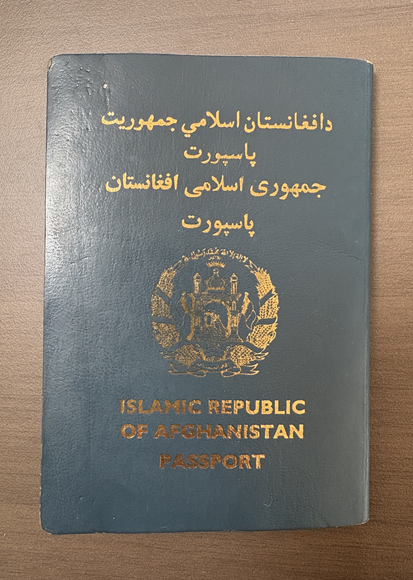 دافغانستان اسلامي جمهوریت
پاسپورت
جمهوری اسلامی افغانستان
پاسپورت
ISLAMIC REPUBLIC
OF AFGHANISTAN
PASSPORT